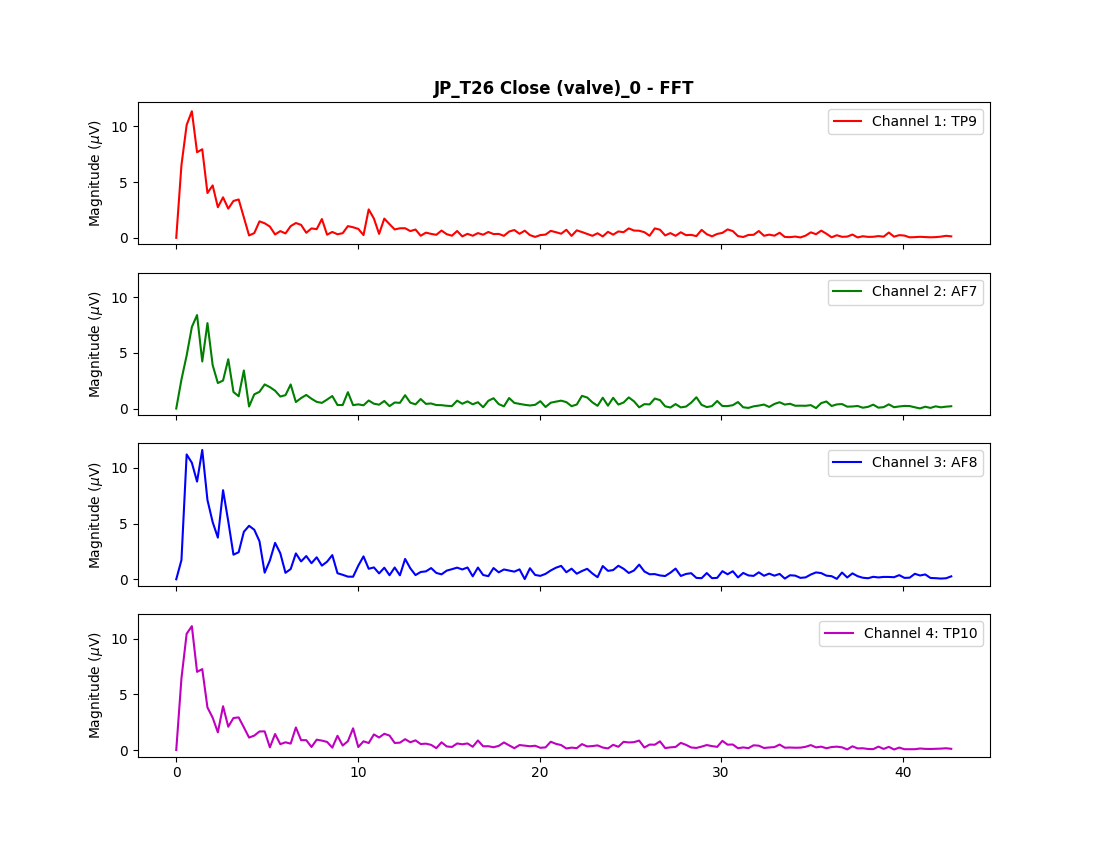 JP_T26 Close (valve)_0 - FFT
Magnitude (μV)
10
5
0
Channel 1: TP9
Magnitude (μV)
10
5
0
Channel 2: AF7
Magnitude (μV)
10
5
0
Channel 3: AF8
Magnitude (μV)
10
5
0
Channel 4: TP10
0 10 20 30 40